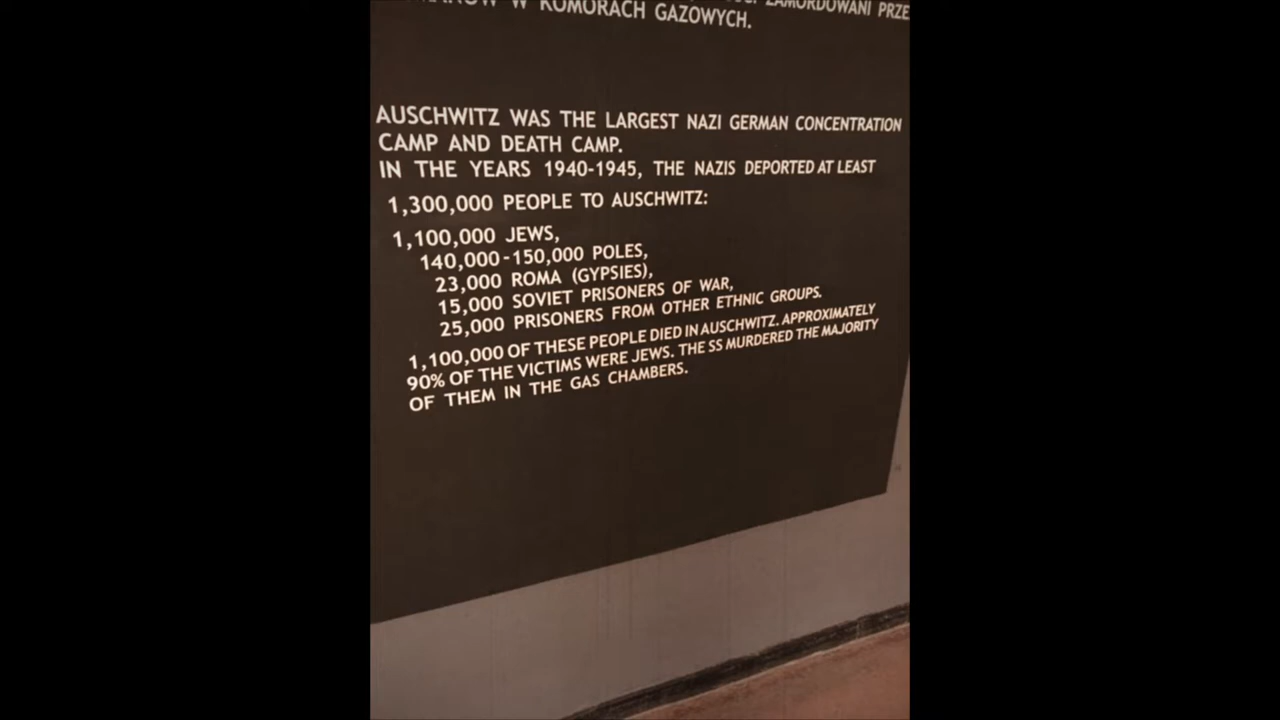 W KOMORACH GAZOWYCH.
ZAMORDOWANI
AUSCHWITZ WAS THE LARGEST NAZI GERMAN CONCENTRATION
CAMP AND DEATH CAMP.
IN THE YEARS 1940-1945, THE NAZIS DEPORTED AT LEAST
1,300,000 PEOPLE TO AUSCHWITZ:
1,100,000 JEWS,
140,000-150,000 POLES,
23,000 ROMA (GYPSIES),
15,000 SOVIET PRISONERS OF WAR,
25,000 PRISONERS FROM OTHER ETHNIC GROUPS.
1,100,000 OF THESE PEOPLE DIED IN AUSCHWITZ. APPROXIMATELY
90% OF THE VICTIMS WERE JEWS. THE SS MURDERED THE MAJORITY
OF THEM IN THE GAS CHAMBERS.